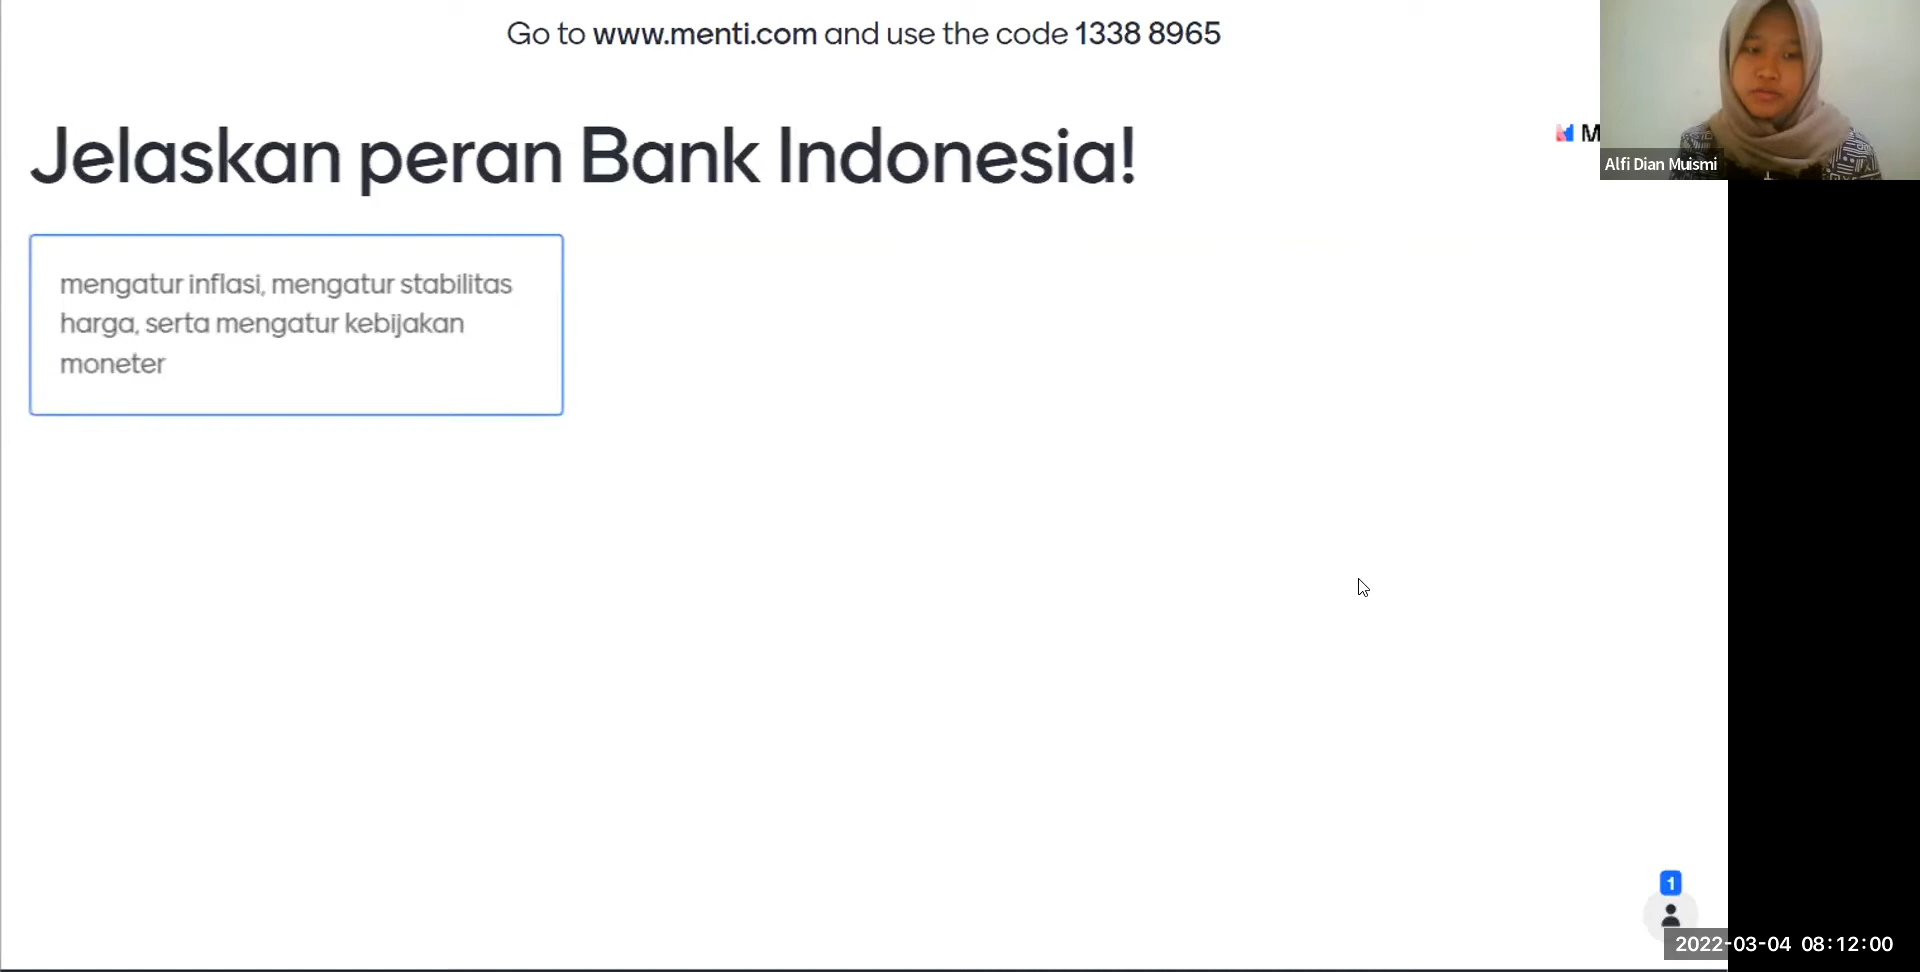 Go to www.menti.com and use the code 1338 8965
Jelaskan peran Bank Indonesia!
M
Alfi Dian Muismi
mengatur inflasi, mengatur stabilitas
harga, serta mengatur kebijakan
moneter
1
2022-03-04 08:12:00